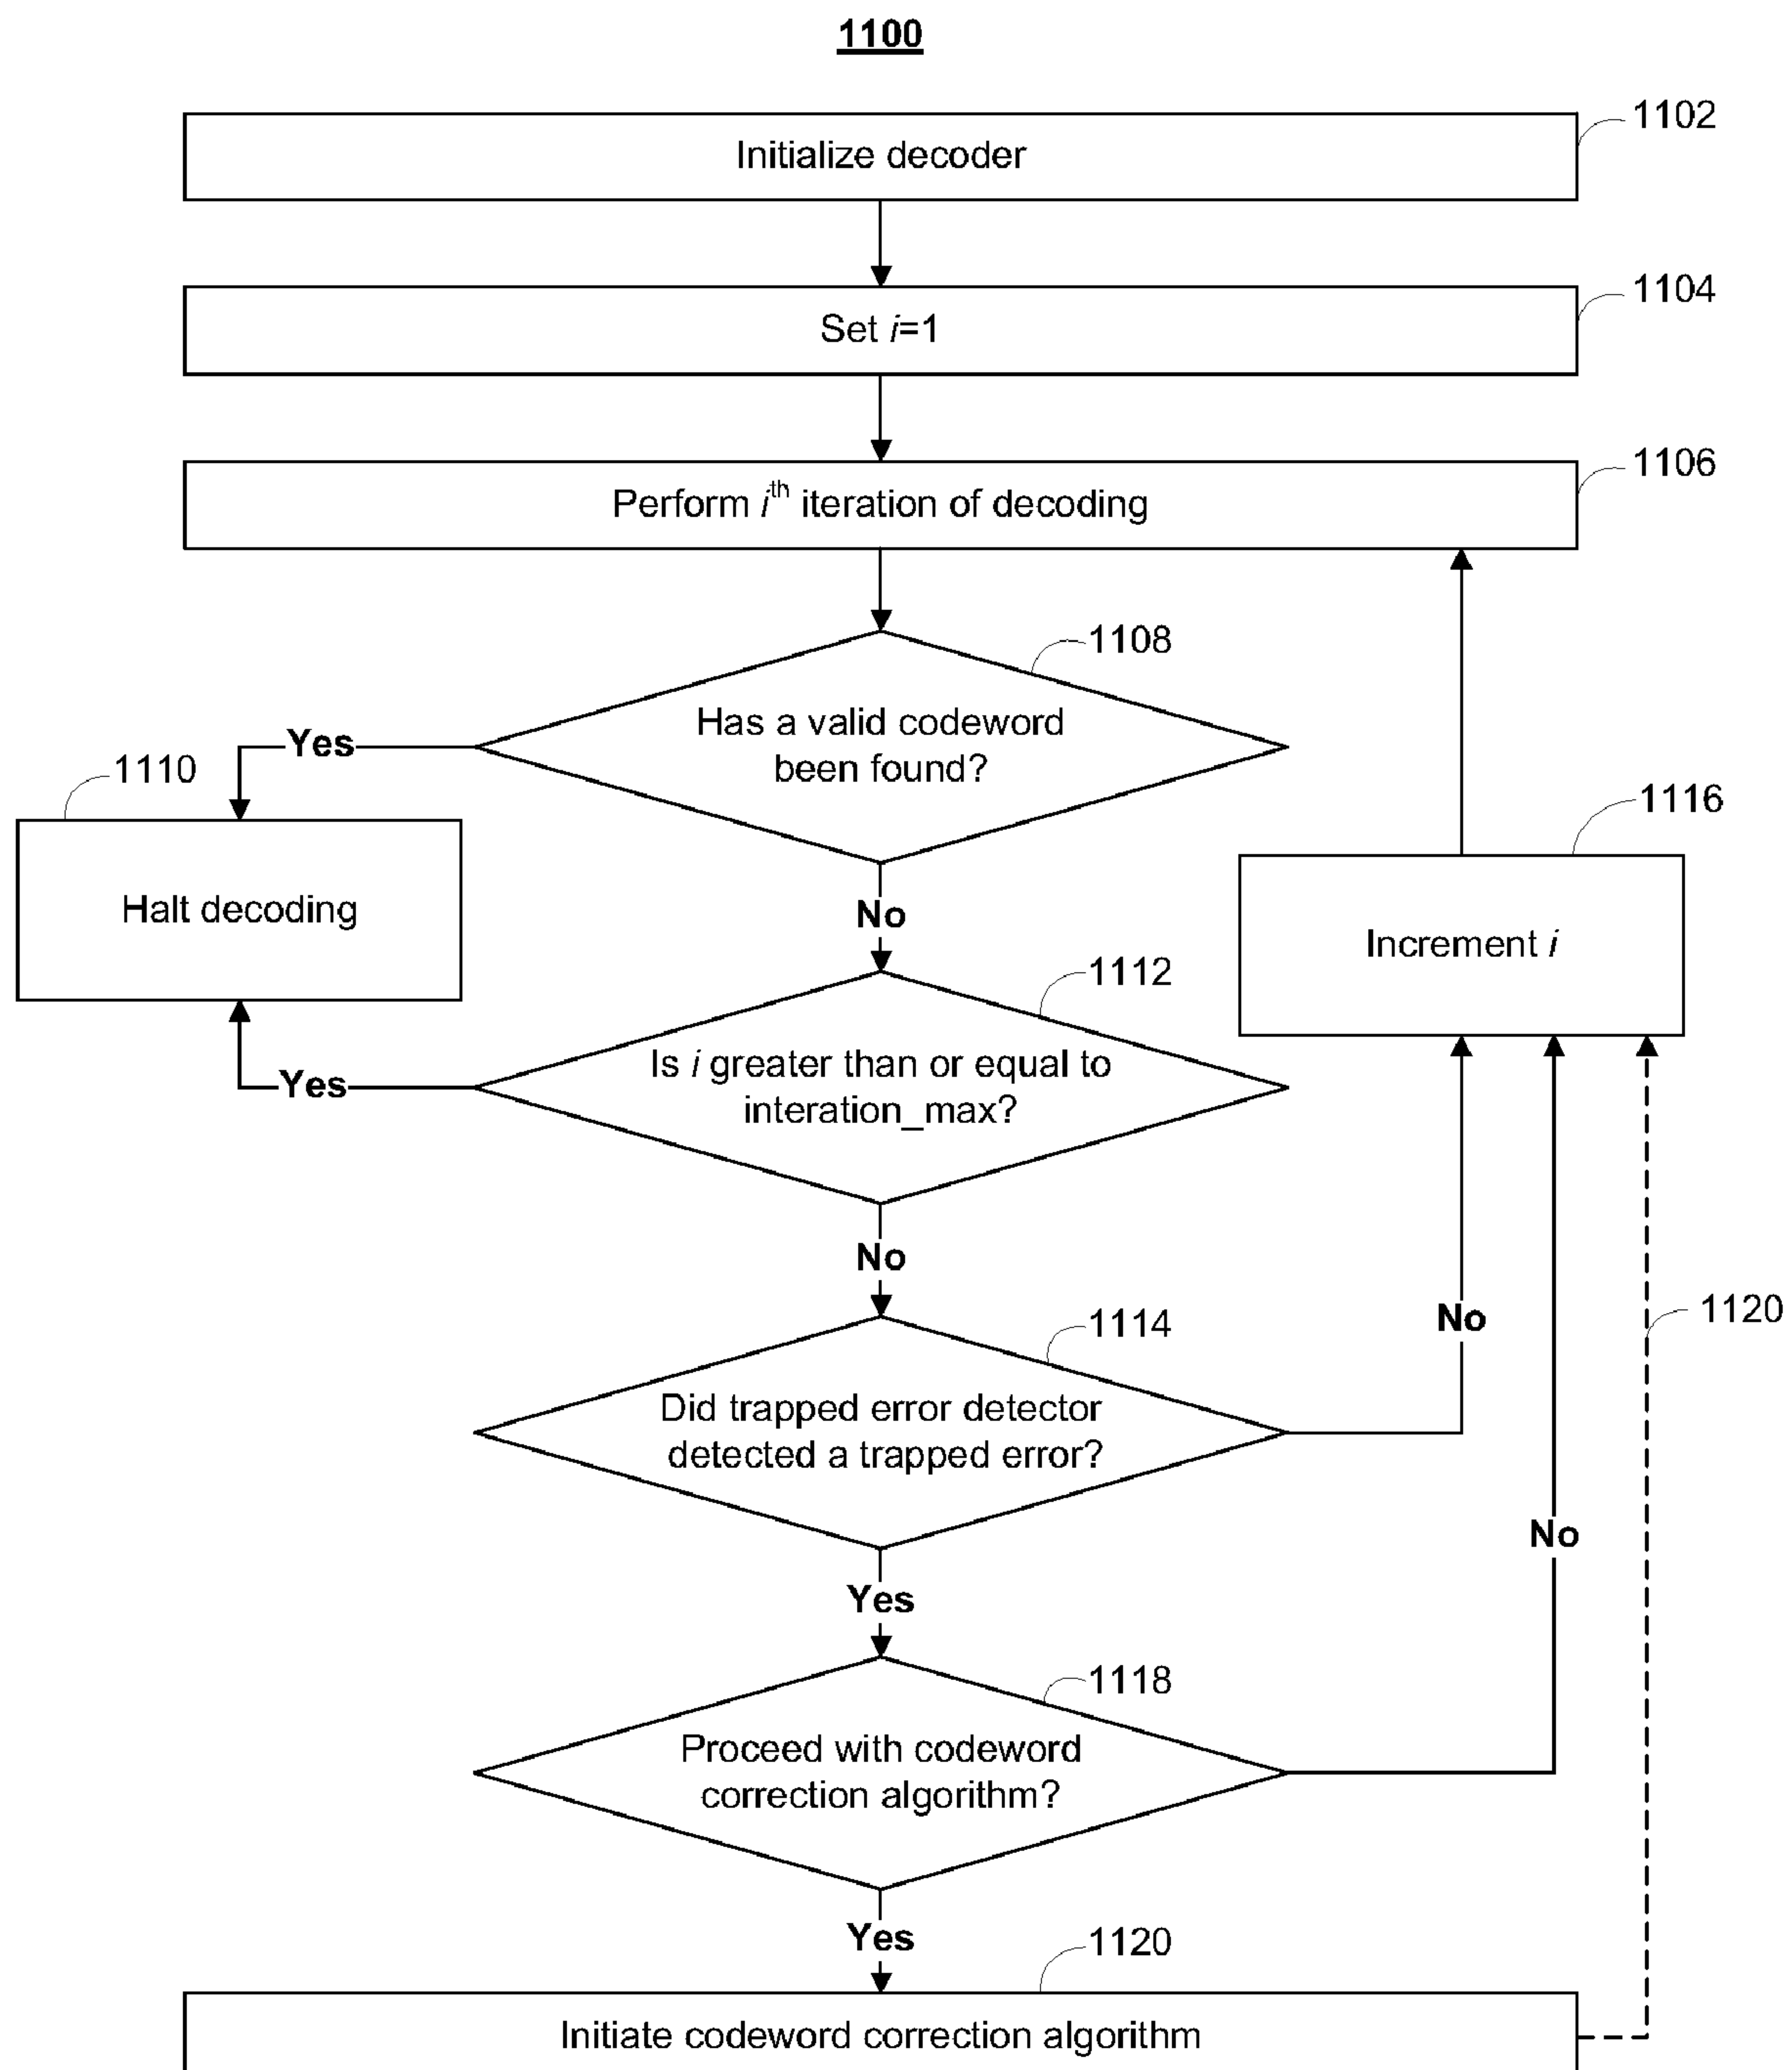 1100
1102
Initialize decoder
1104
Set i=1
1106
Perform ith iteration of decoding
1108
Has a valid codeword
been found?
Yes
1110
Halt decoding
1116
Increment i
No
1112
Is i greater than or equal to
interation_max?
Yes
No
1114
Did trapped error detector
detected a trapped error?
No
1120
Yes
No
1118
Proceed with codeword
correction algorithm?
Yes
1120
Initiate codeword correction algorithm